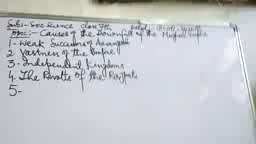 Sub:- Soc Science Class 7th
Topic:- Causes of the Downfall of the Mughal Empire
1- Weak Successors of Aurangzeb
2. Vastness of the Empire
3- Independent Kingdoms
4. The Revolts of the Rajputs
5-